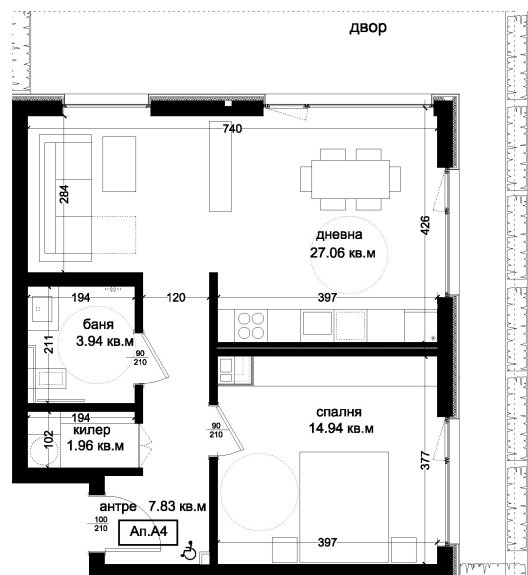 двор
740
284
426
дневна
27.06 кв.м
194
120
397
баня
3.94 кв.м
211
90
210
194
килер
1.96 кв.м
102
90
210
спалня
14.94 кв.м
377
антре 7.83 кв.м
100
210
Ап.А4
397